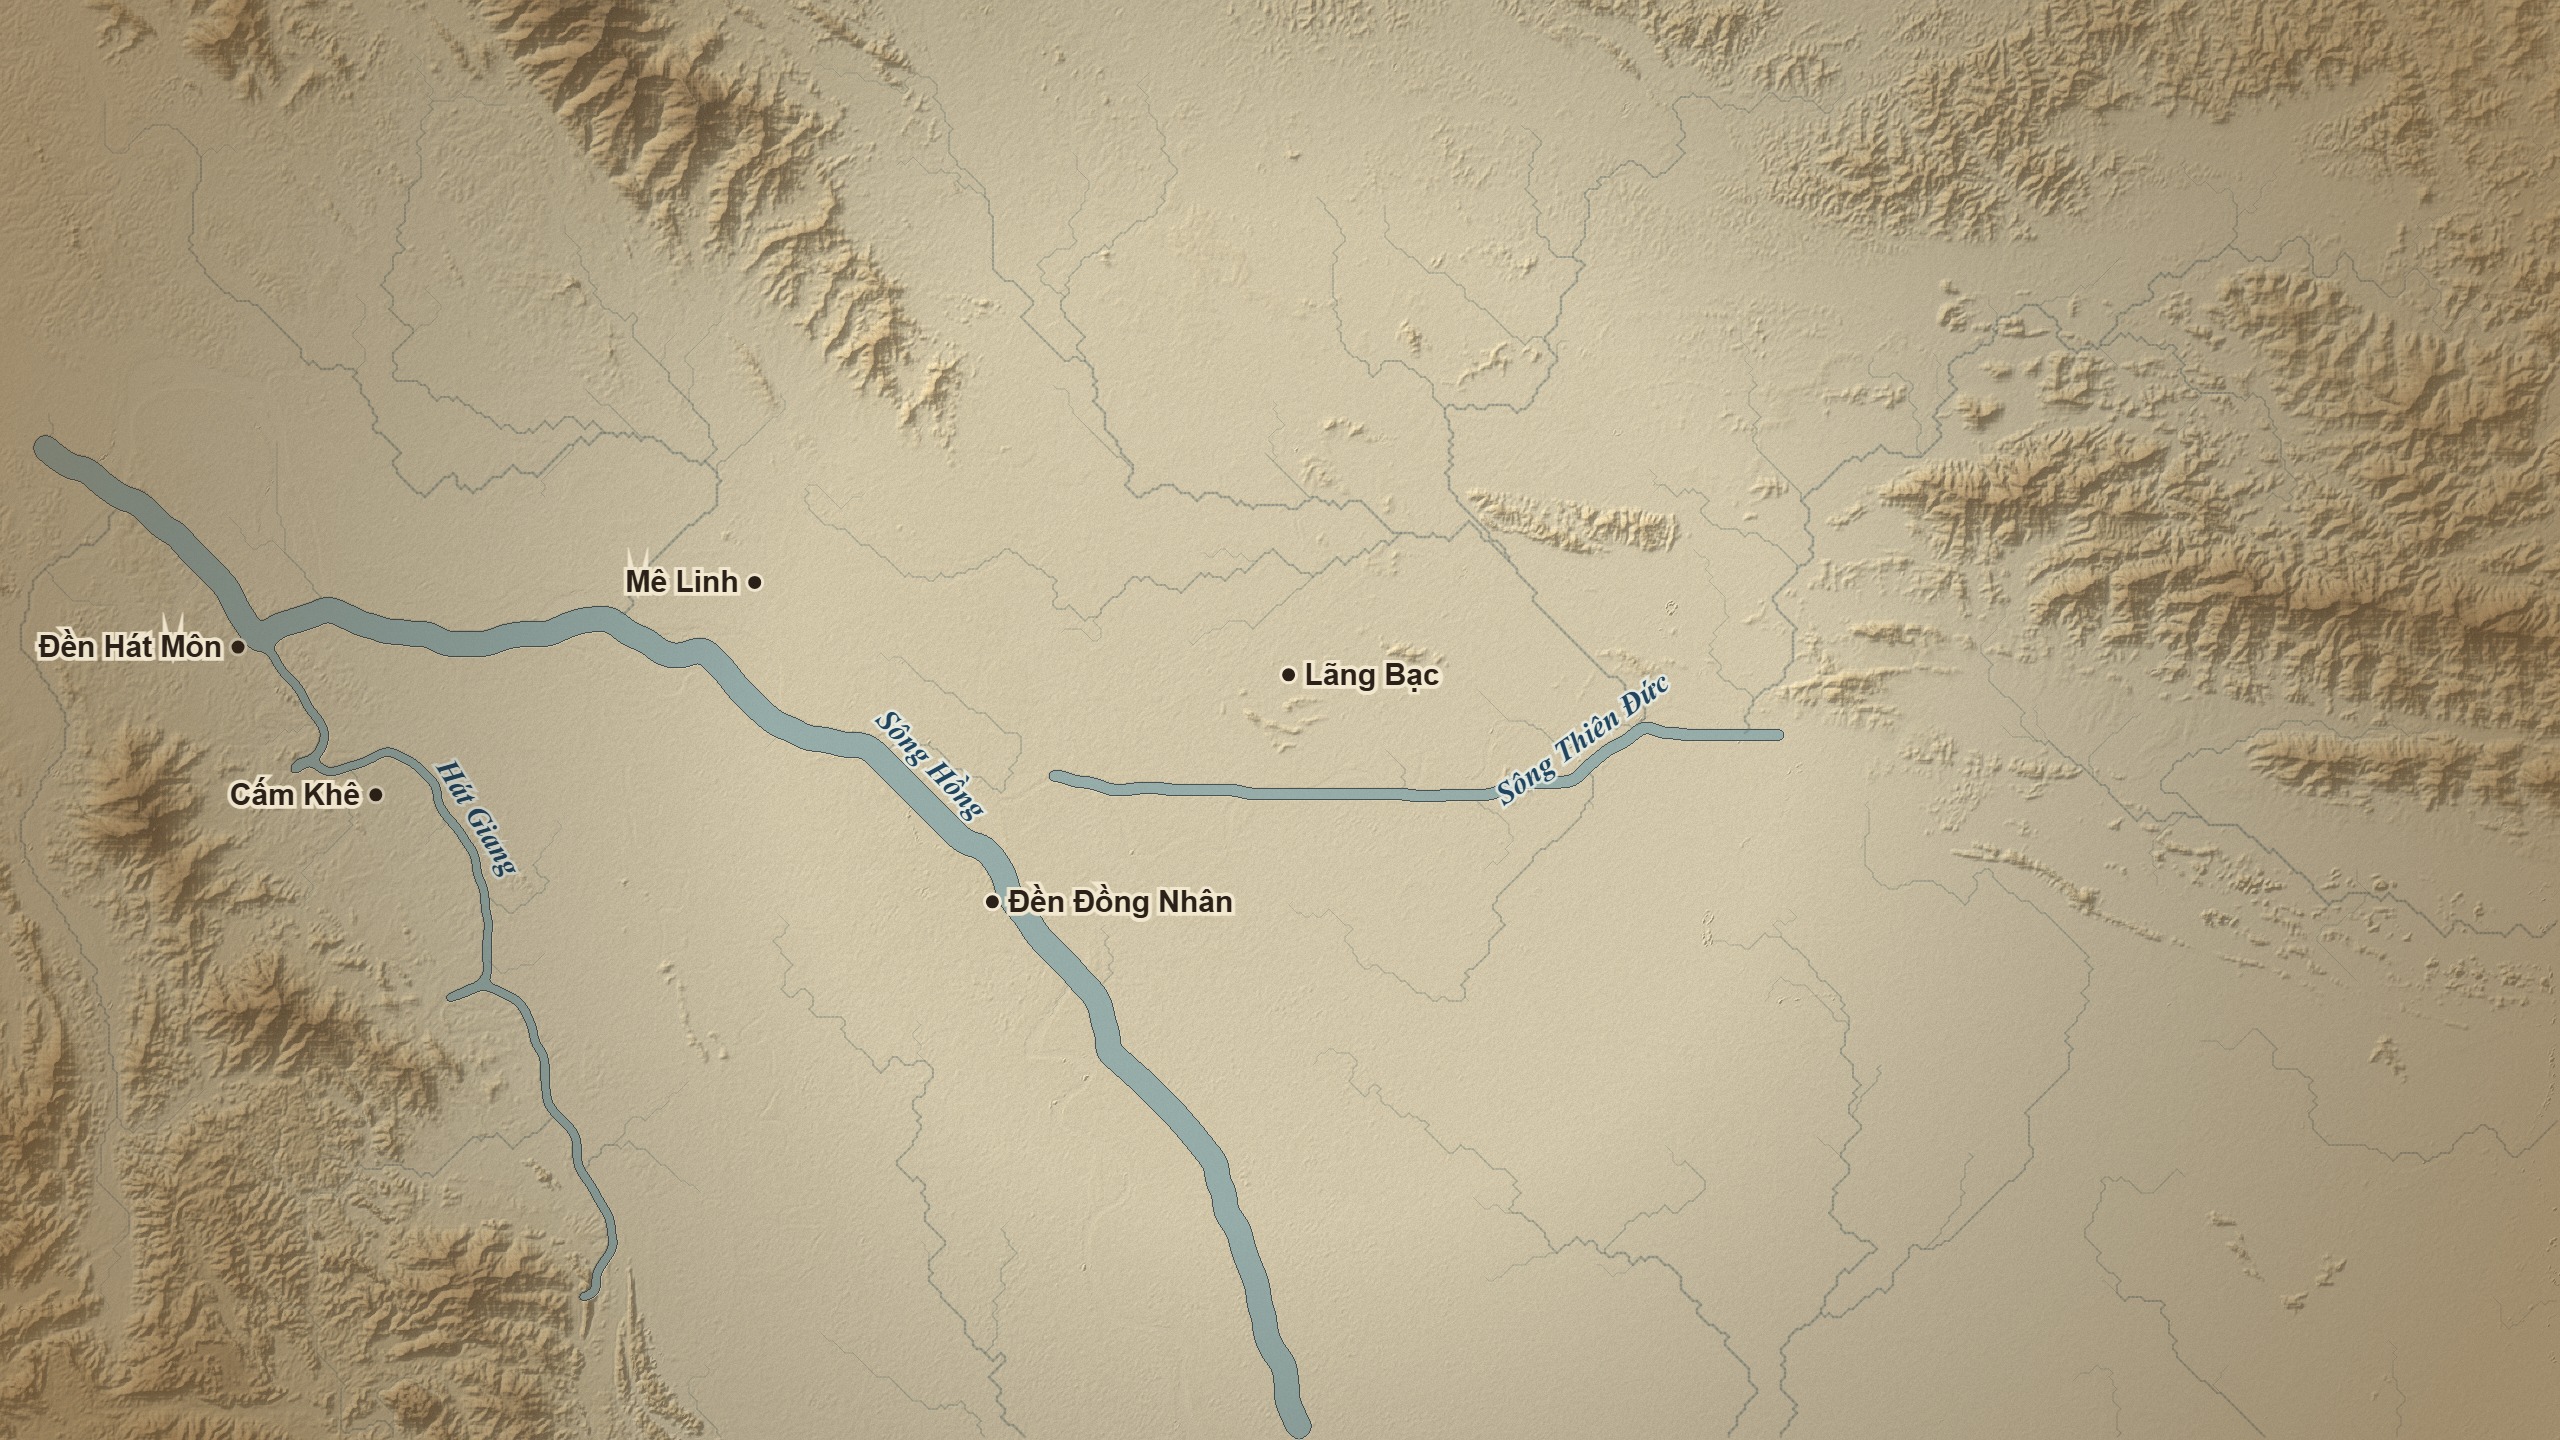 Mê Linh
Đền Hát Môn
Lãng Bạc
Sông Thiên Đức
Sông Hồng
Cấm Khê
Hát Giang
Đền Đồng Nhân